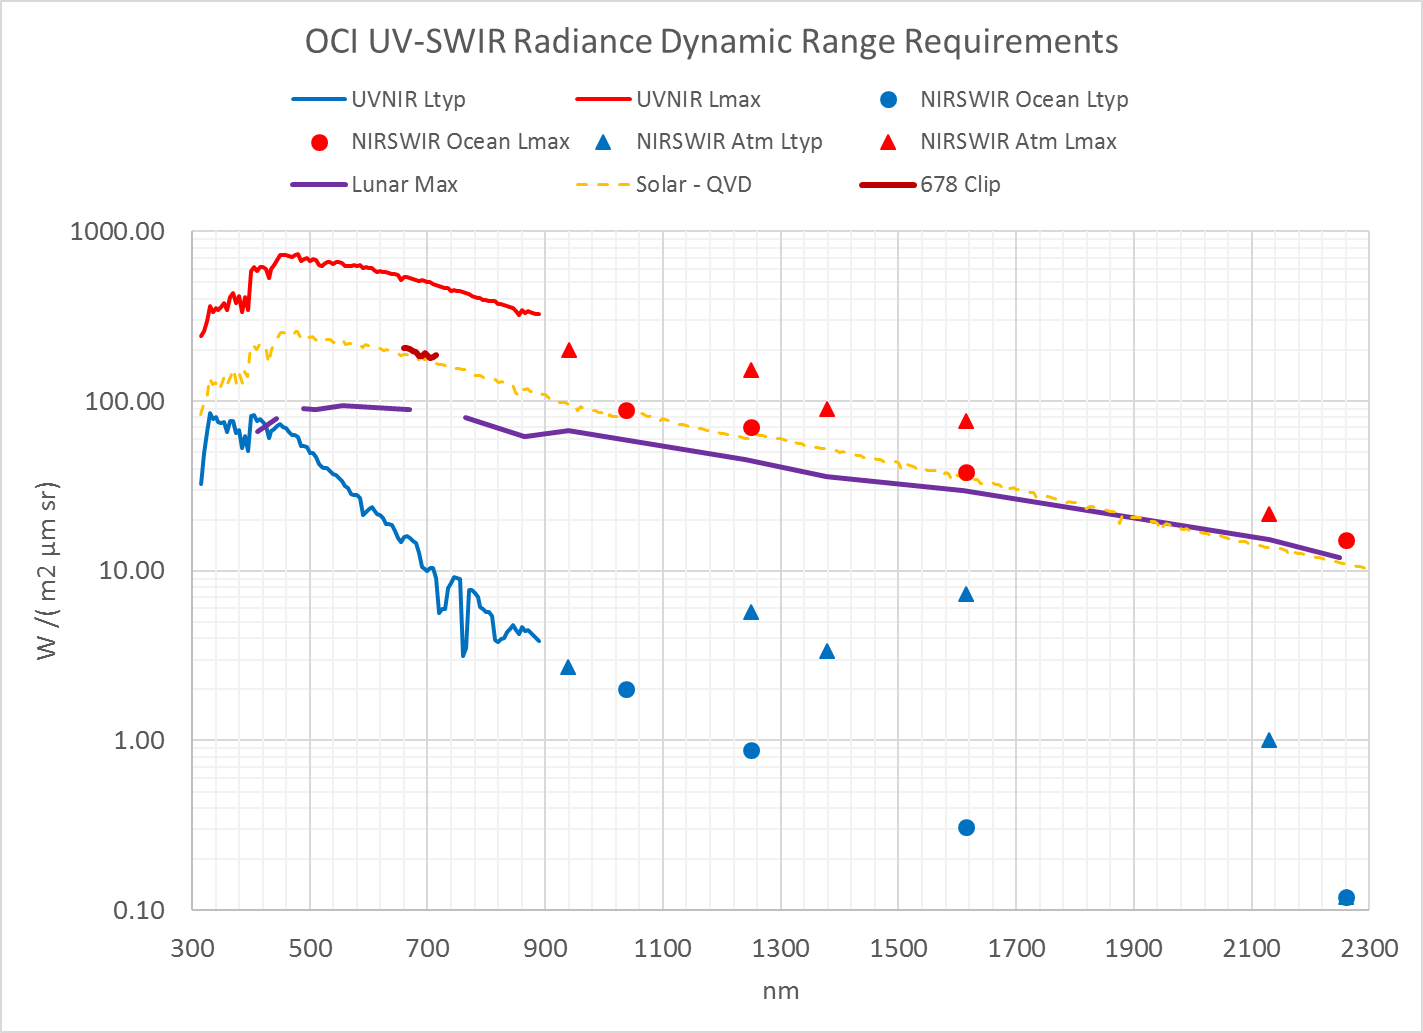 OCI UV-SWIR Radiance Dynamic Range Requirements
UVNIR Ltyp UVNIR Lmax NIRSWIR Ocean Ltyp
NIRSWIR Ocean Lmax NIRSWIR Atm Ltyp NIRSWIR Atm Lmax
Lunar Max Solar - QVD 678 Clip
1000.00
100.00
10.00
1.00
0.10
W /( m2 µm sr)
300 500 700 900 1100 1300 1500 1700 1900 2100 2300
nm